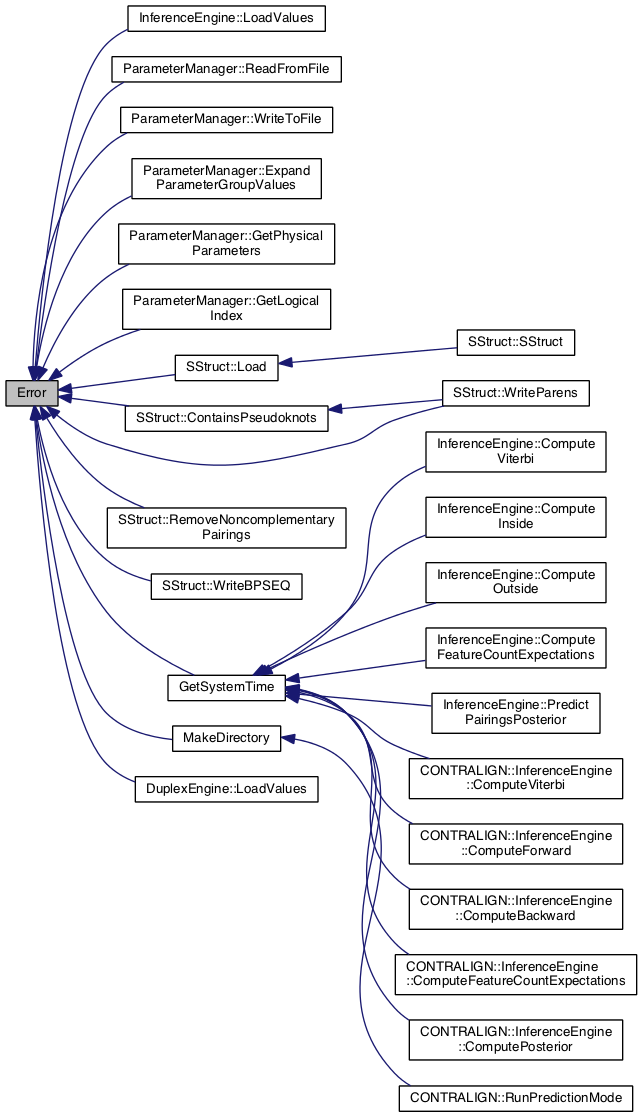 InferenceEngine::LoadValues
ParameterManager::ReadFromFile
ParameterManager::WriteToFile
ParameterManager::Expand
ParameterGroupValues
ParameterManager::GetPhysical
Parameters
ParameterManager::GetLogical
Index
SStruct::SStruct
SStruct::Load
Error
SStruct::WriteParens
SStruct::ContainsPseudoknots
InferenceEngine::Compute
Viterbi
InferenceEngine::Compute
Inside
SStruct::RemoveNoncomplementary
Pairings
InferenceEngine::Compute
Outside
SStruct::WriteBPSEQ
InferenceEngine::Compute
FeatureCountExpectations
GetSystemTime
InferenceEngine::Predict
PairingsPosterior
MakeDirectory
CONTRALIGN::InferenceEngine
::ComputeViterbi
DuplexEngine::LoadValues
CONTRALIGN::InferenceEngine
::ComputeForward
CONTRALIGN::InferenceEngine
::ComputeBackward
CONTRALIGN::InferenceEngine
::ComputeFeatureCountExpectations
CONTRALIGN::InferenceEngine
::ComputePosterior
CONTRALIGN::RunPredictionMode